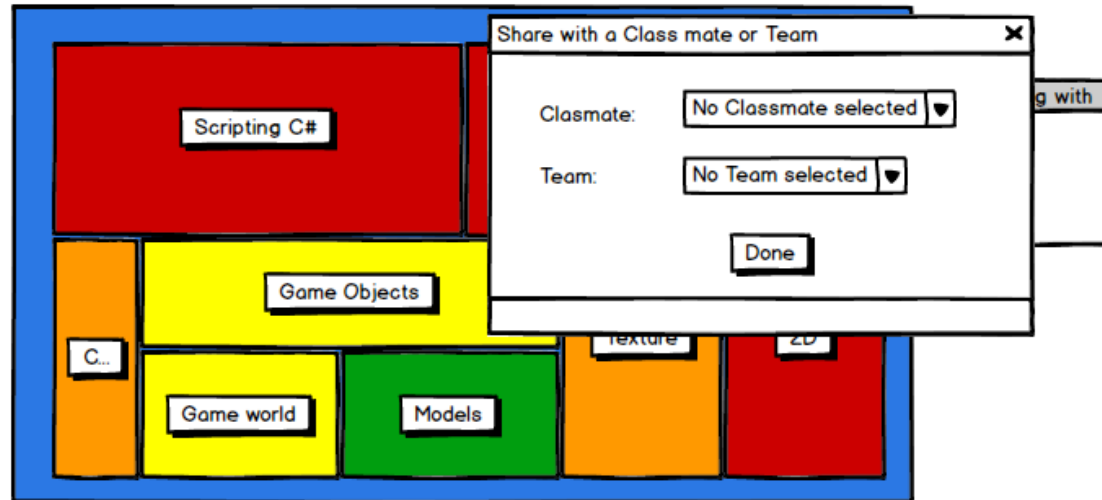 Share with a Class mate or Team
Clasmate:
No Classmate selected
Team:
No Team selected
Done
g with
Scripting C#
Game Objects
C...
Game world
Models
Texture
2D